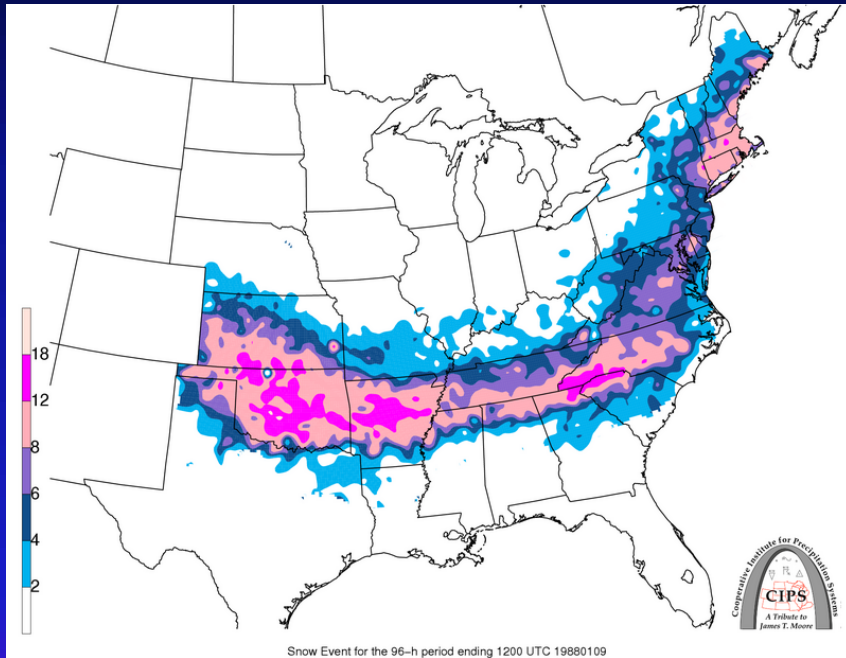 18
12
8
6
4
2
Cooperative Institute for Precipitation Systems
CIPS
A Tribute to
James T. Moore
Snow Event for the 96-h period ending 1200 UTC 19880109